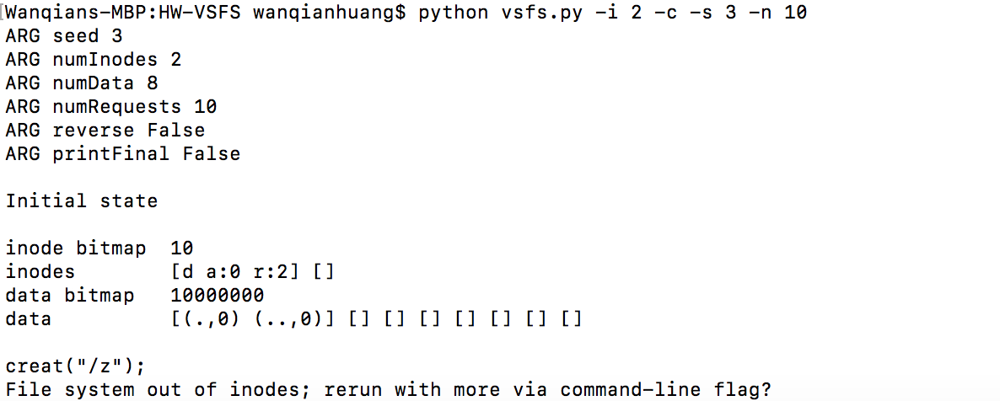 [Wanqians-MBP:HW-VSFS wanqianhuang$ python vsfs.py -i 2 -c -s 3 -n 10
ARG seed 3
ARG numInodes 2
ARG numData 8
ARG numRequests 10
ARG reverse False
ARG printFinal False
Initial state
inode bitmap  10
inodes        [d a:0 r:2] []
data bitmap   10000000
data          [(.,0) (..,0)] [] [] [] [] [] [] []
creat("/z");
File system out of inodes; rerun with more via command-line flag?